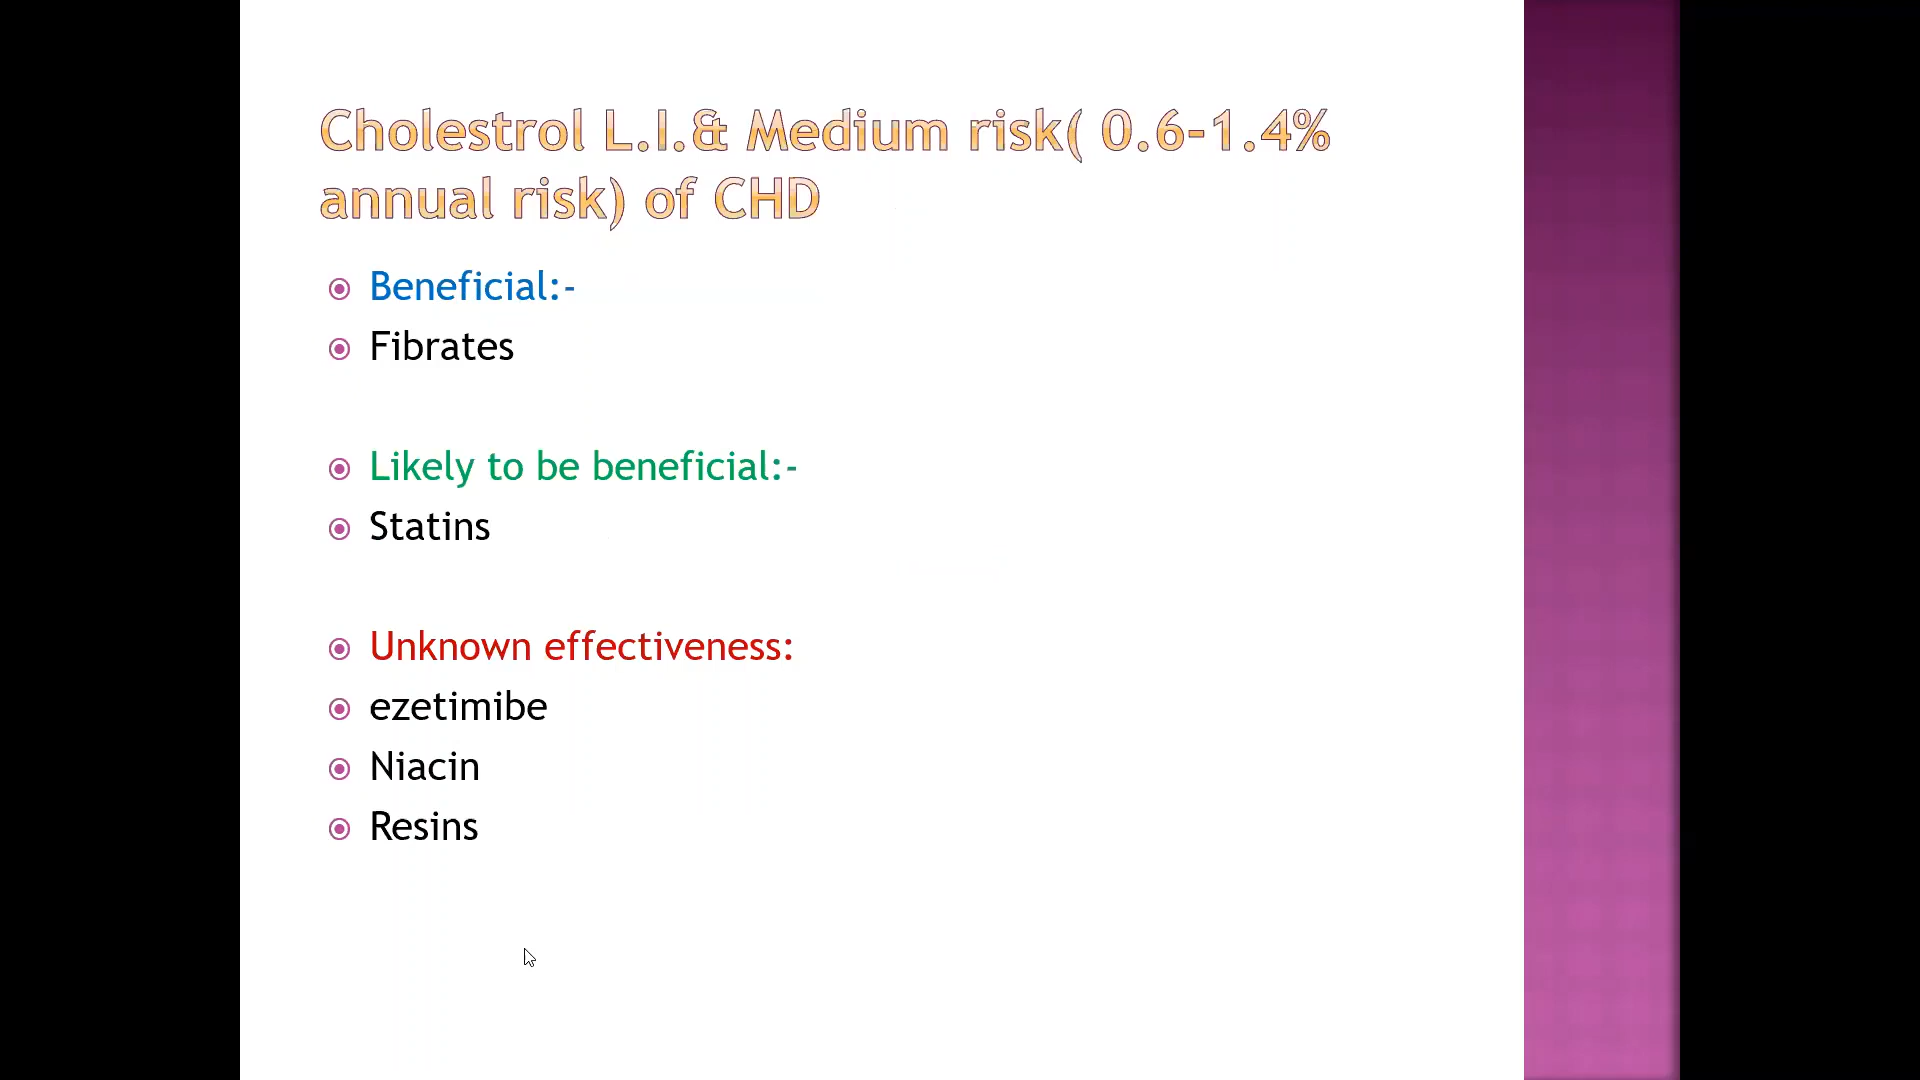 Cholestrol L.I.& Medium risk( 0.6-1.4%
annual risk) of CHD
Beneficial:-
Fibrates
Likely to be beneficial:-
Statins
Unknown effectiveness:
ezetimibe
Niacin
Resins